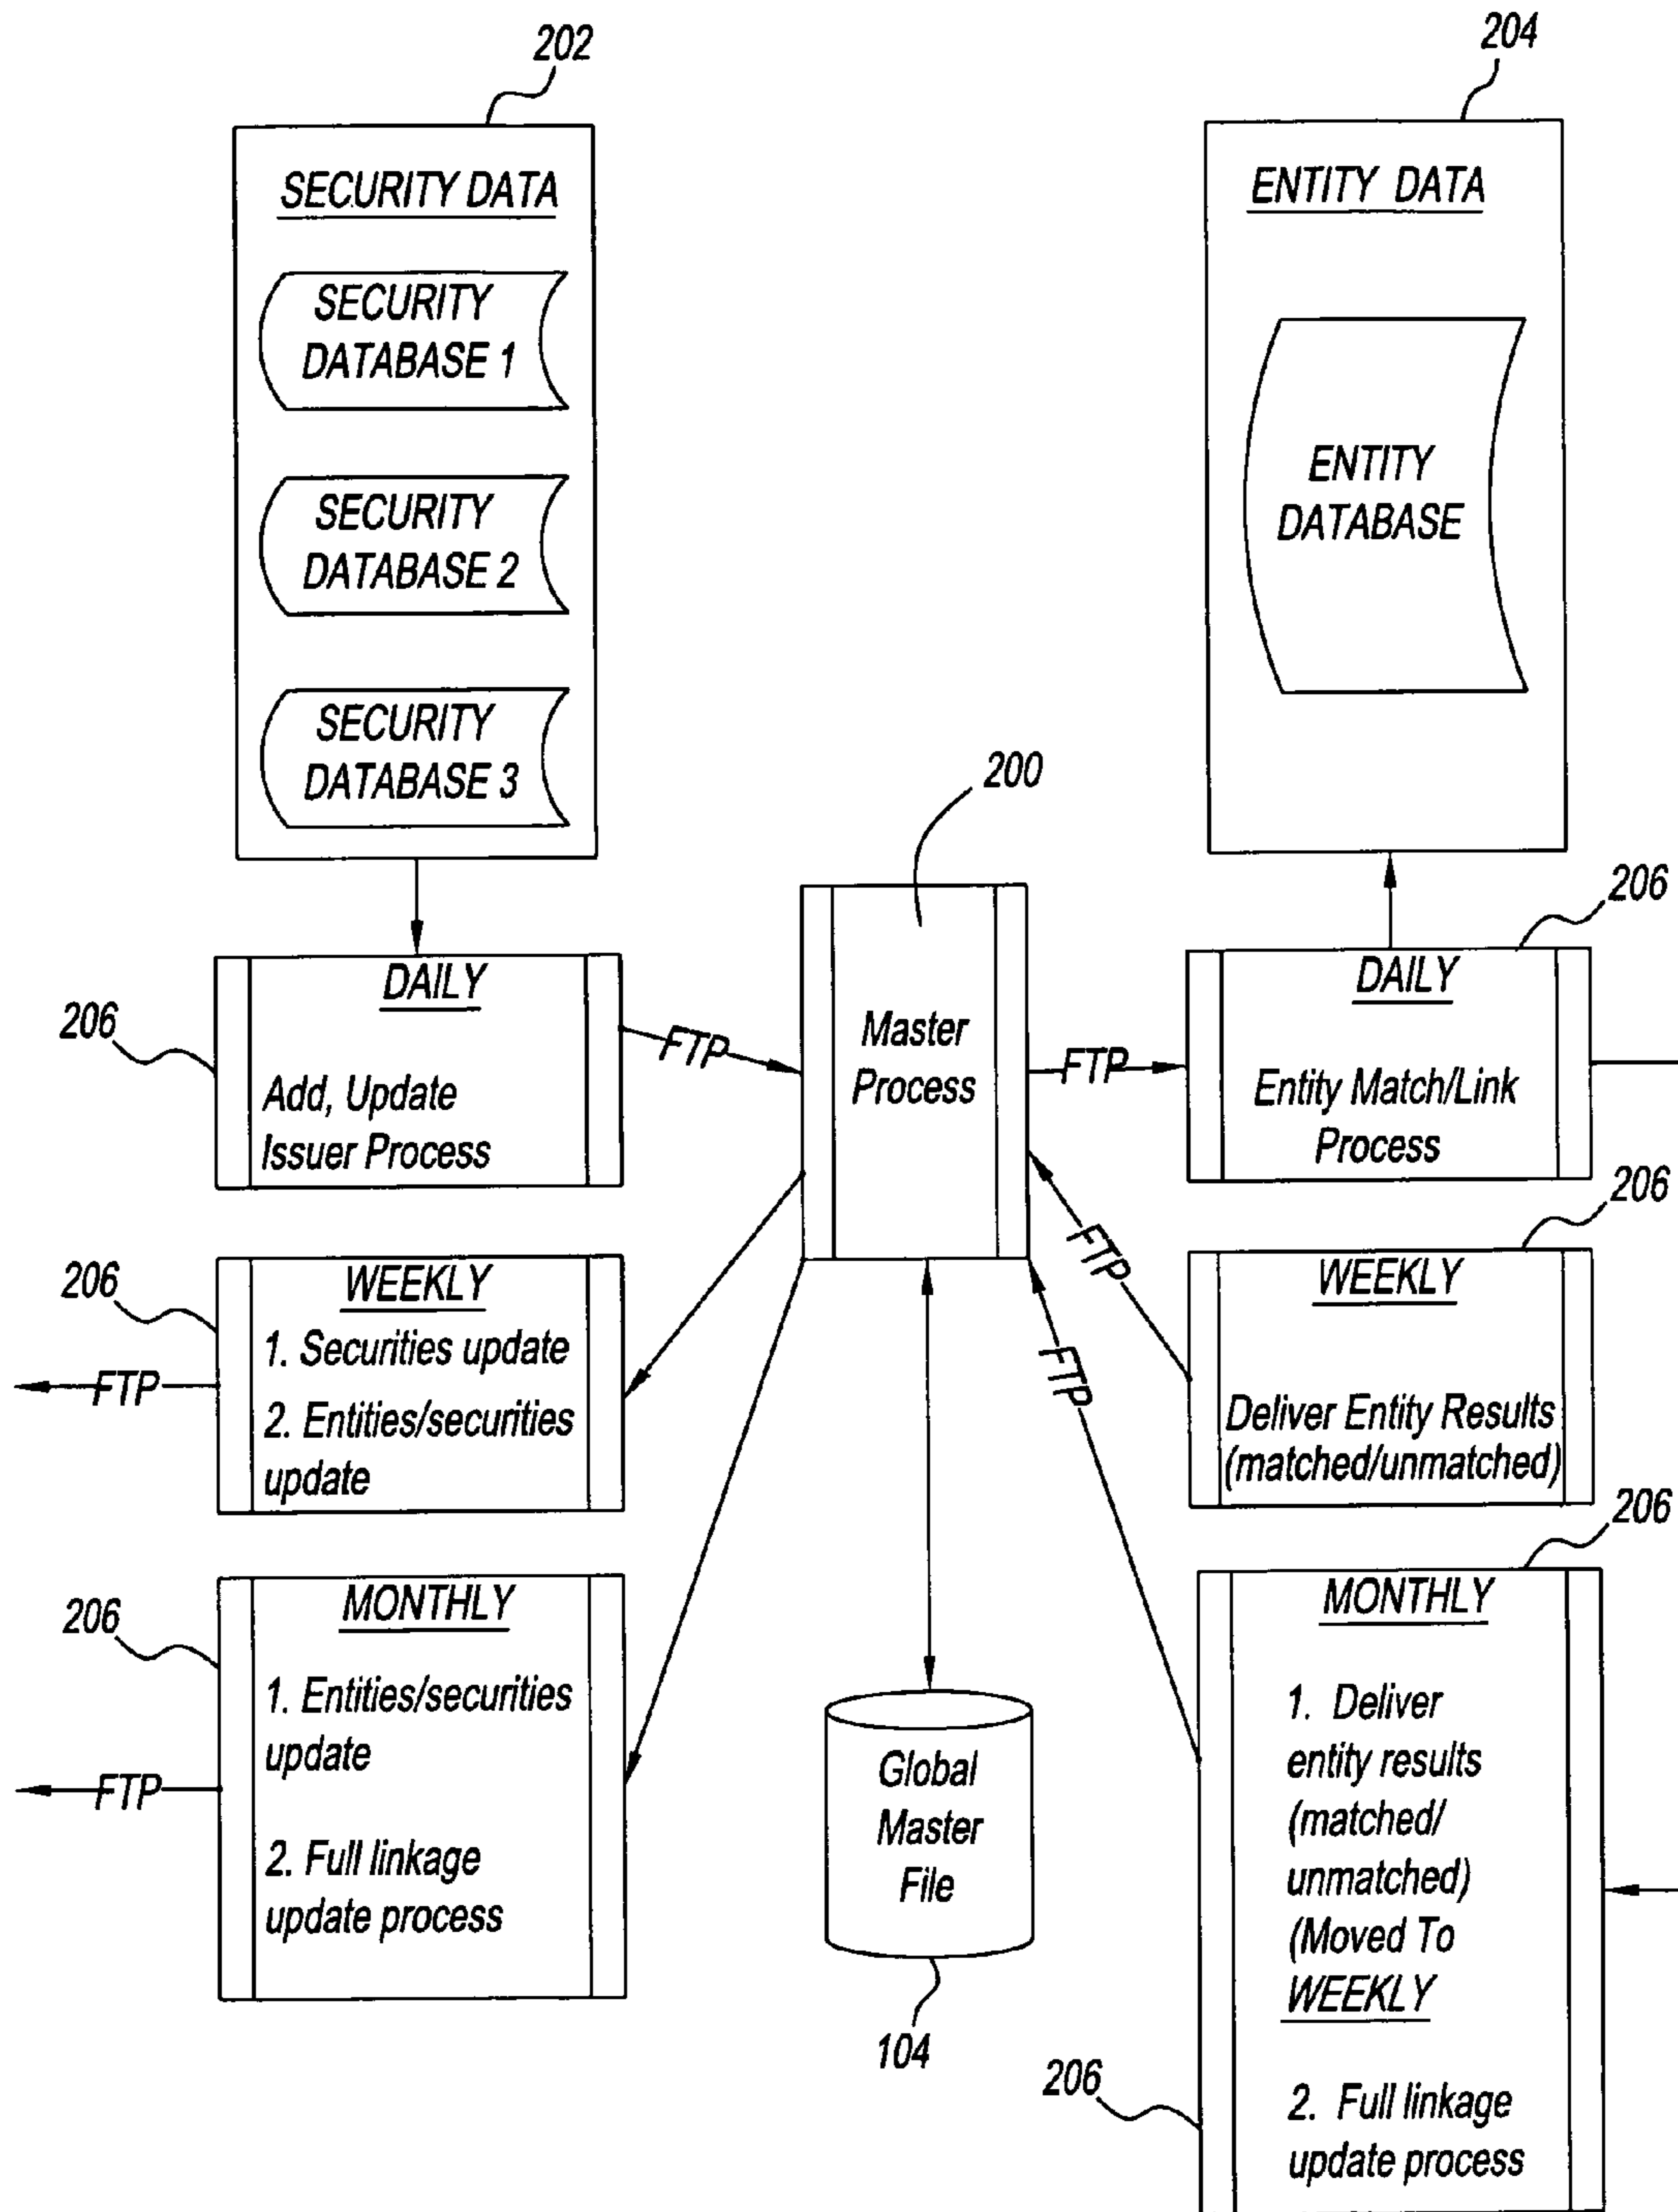 202
SECURITY DATA
SECURITY
DATABASE 1
SECURITY
DATABASE 2
SECURITY
DATABASE 3
204
ENTITY DATA
ENTITY
DATABASE
200
Master
Process
206
DAILY
Add, Update
Issuer Process
FTP
FTP
206
DAILY
Entity Match/Link
Process
206
WEEKLY
1. Securities update
2. Entities/securities
update
FTP
FTP
206
WEEKLY
Deliver Entity Results
(matched/unmatched)
FTP
206
MONTHLY
1. Entities/securities
update
2. Full linkage
update process
FTP
Global
Master
File
104
206
MONTHLY
1. Deliver
entity results
(matched/
unmatched)
(Moved To
WEEKLY
2. Full linkage
update process
206